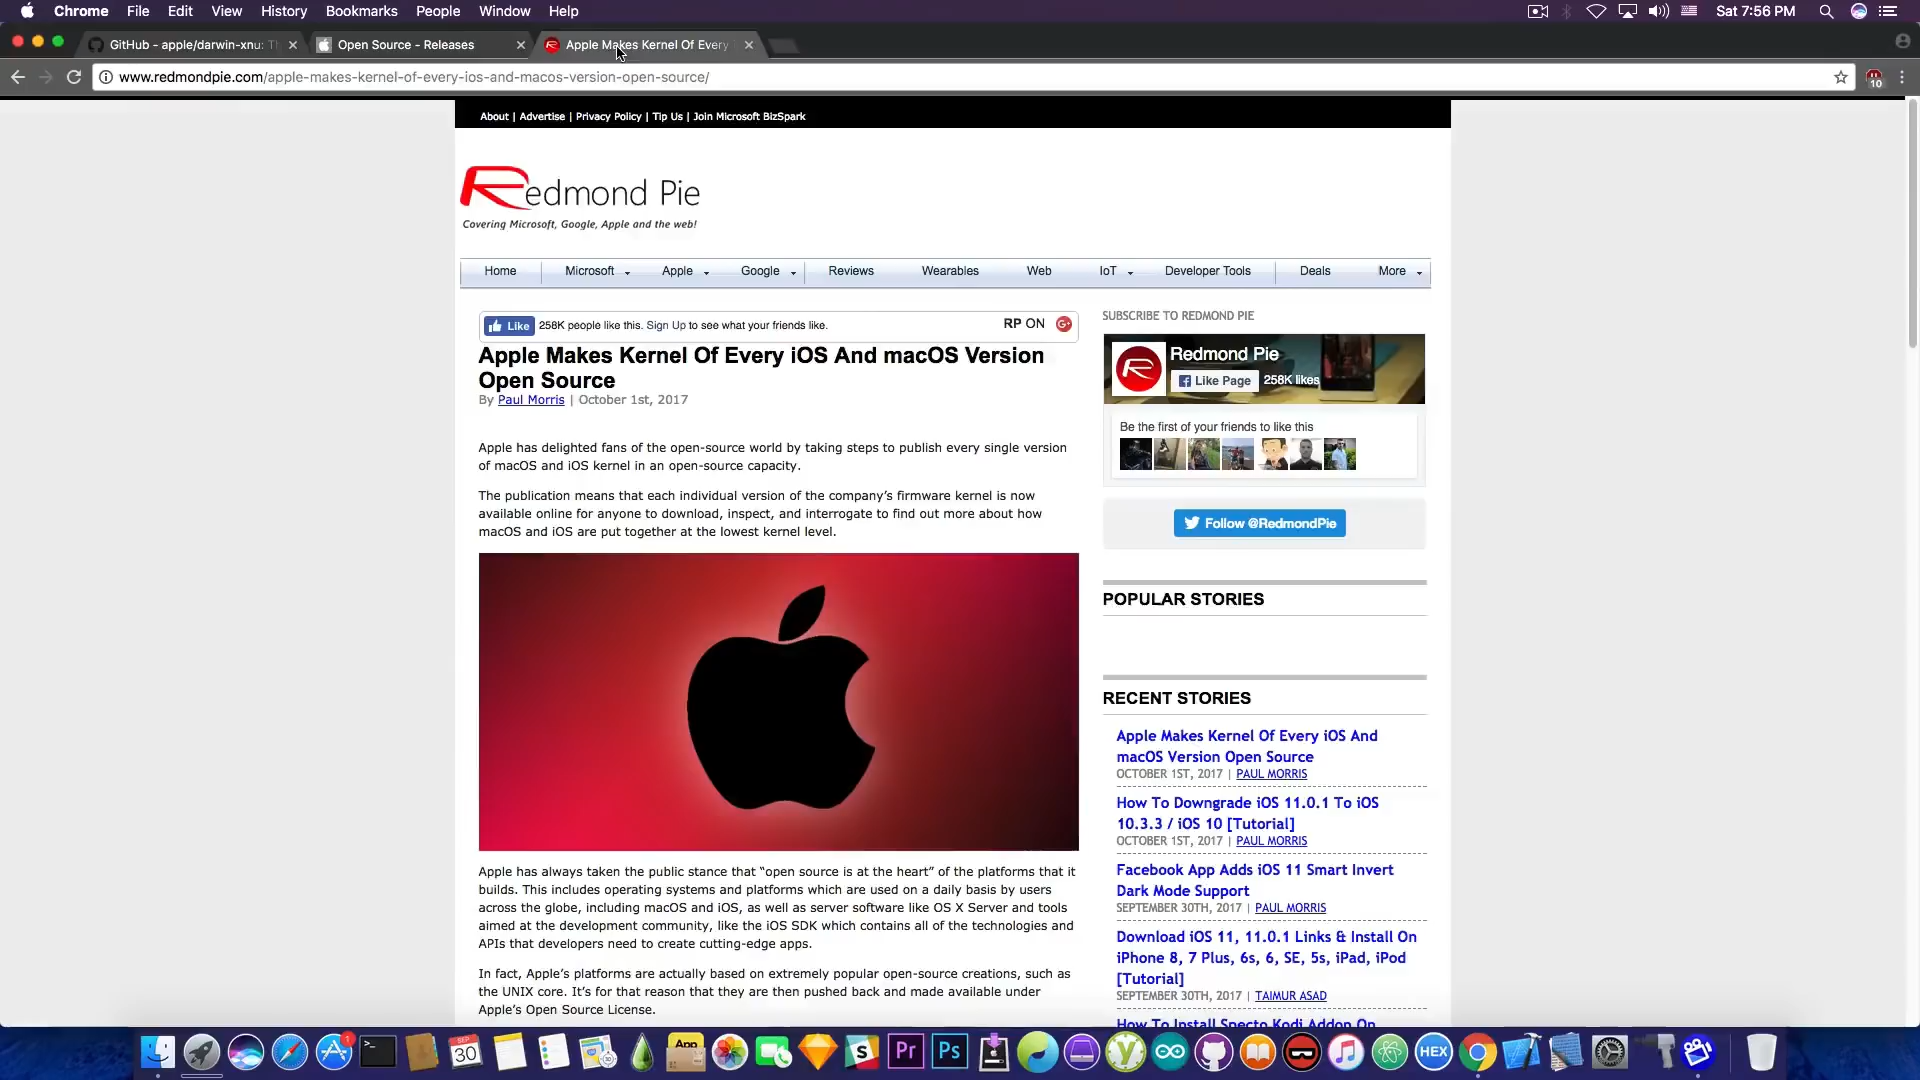 Chrome File Edit View History Bookmarks People Window Help
Sat 7:56 PM
GitHub - apple/darwin-xnu: Th
Open Source - Releases
Apple Makes Kernel Of Every
www.redmondpie.com/apple-makes-kernel-of-every-ios-and-macos-version-open-source/
10
About | Advertise | Privacy Policy | Tip Us | Join Microsoft BizSpark
Redmond Pie
Covering Microsoft, Google, Apple and the web!
Home Microsoft Apple Google Reviews Wearables Web IoT Developer Tools Deals More
Like 258K people like this. Sign Up to see what your friends like.
RP ON G+
Apple Makes Kernel Of Every iOS And macOS Version
Open Source
By Paul Morris | October 1st, 2017
Apple has delighted fans of the open-source world by taking steps to publish every single version
of macOS and iOS kernel in an open-source capacity.
The publication means that each individual version of the company’s firmware kernel is now
available online for anyone to download, inspect, and interrogate to find out more about how
macOS and iOS are put together at the lowest kernel level.
Apple has always taken the public stance that “open source is at the heart” of the platforms that it
builds. This includes operating systems and platforms which are used on a daily basis by users
across the globe, including macOS and iOS, as well as server software like OS X Server and tools
aimed at the development community, like the iOS SDK which contains all of the technologies and
APIs that developers need to create cutting-edge apps.
In fact, Apple’s platforms are actually based on extremely popular open-source creations, such as
the UNIX core. It’s for that reason that they are then pushed back and made available under
Apple’s Open Source License.
SUBSCRIBE TO REDMOND PIE
Redmond Pie
Like Page 258K likes
Be the first of your friends to like this
Follow @RedmondPie
POPULAR STORIES
RECENT STORIES
Apple Makes Kernel Of Every iOS And
macOS Version Open Source
OCTOBER 1ST, 2017 | PAUL MORRIS
How To Downgrade iOS 11.0.1 To iOS
10.3.3 / iOS 10 [Tutorial]
OCTOBER 1ST, 2017 | PAUL MORRIS
Facebook App Adds iOS 11 Smart Invert
Dark Mode Support
SEPTEMBER 30TH, 2017 | PAUL MORRIS
Download iOS 11, 11.0.1 Links & Install On
iPhone 8, 7 Plus, 6s, 6, SE, 5s, iPad, iPod
[Tutorial]
SEPTEMBER 30TH, 2017 | TAIMUR ASAD
How To Install Specto Kodi Addon On
1
SEP
30
App
S
Pr
Ps
HEX